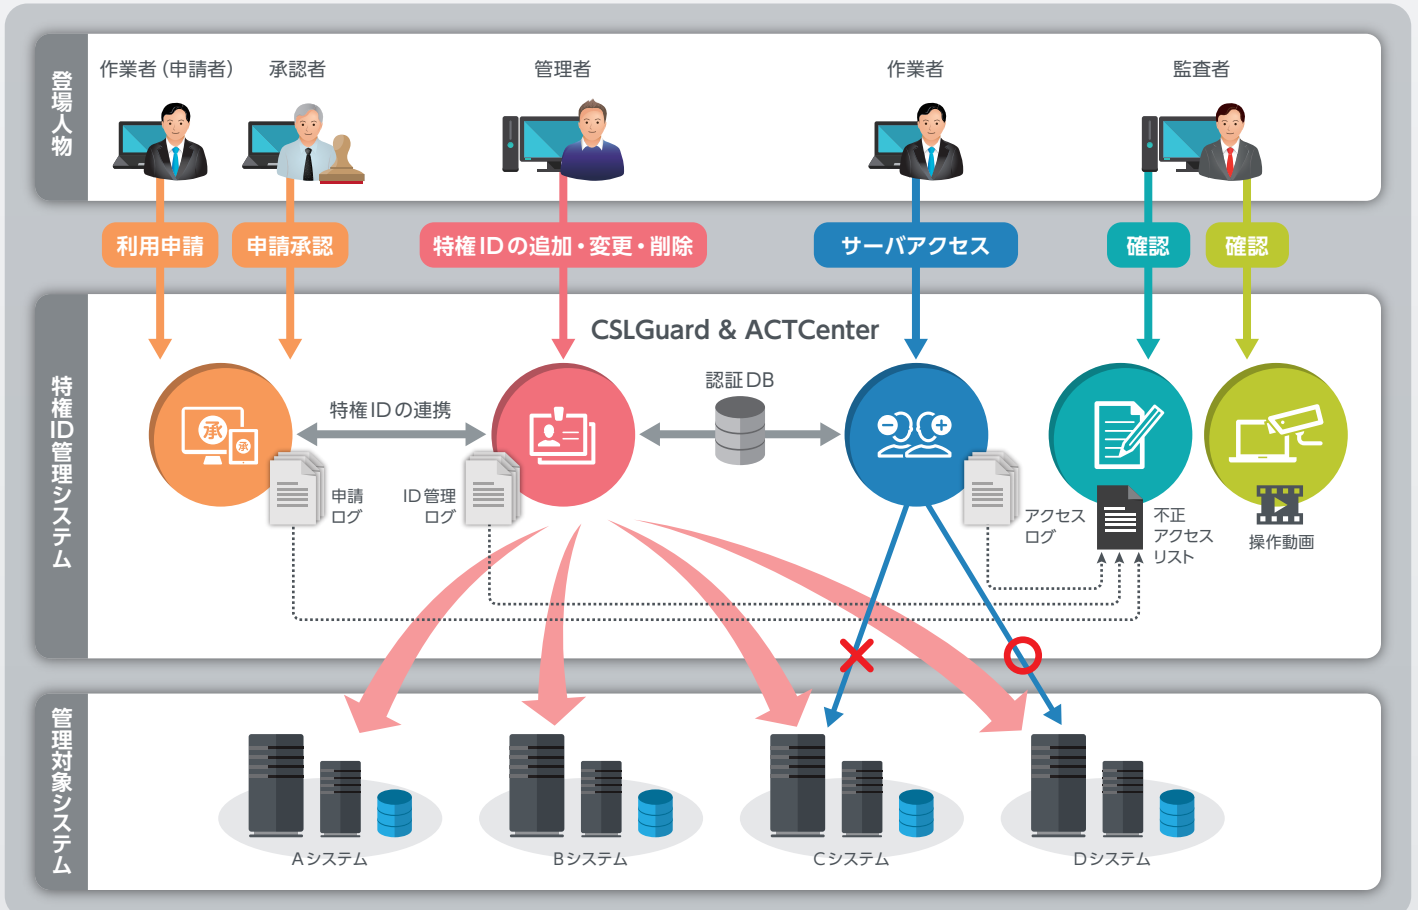 登場人物
作業者（申請者）
承認者
管理者
作業者
監査者
利用申請
申請承認
特権IDの追加・変更・削除
サーバアクセス
確認
確認
特権ID管理システム
CSLGuard & ACTCenter
特権IDの連携
認証DB
承
承
申請
ログ
ID管理
ログ
アクセス
ログ
不正
アクセス
リスト
操作動画
管理対象システム
Aシステム
Bシステム
Cシステム
Dシステム